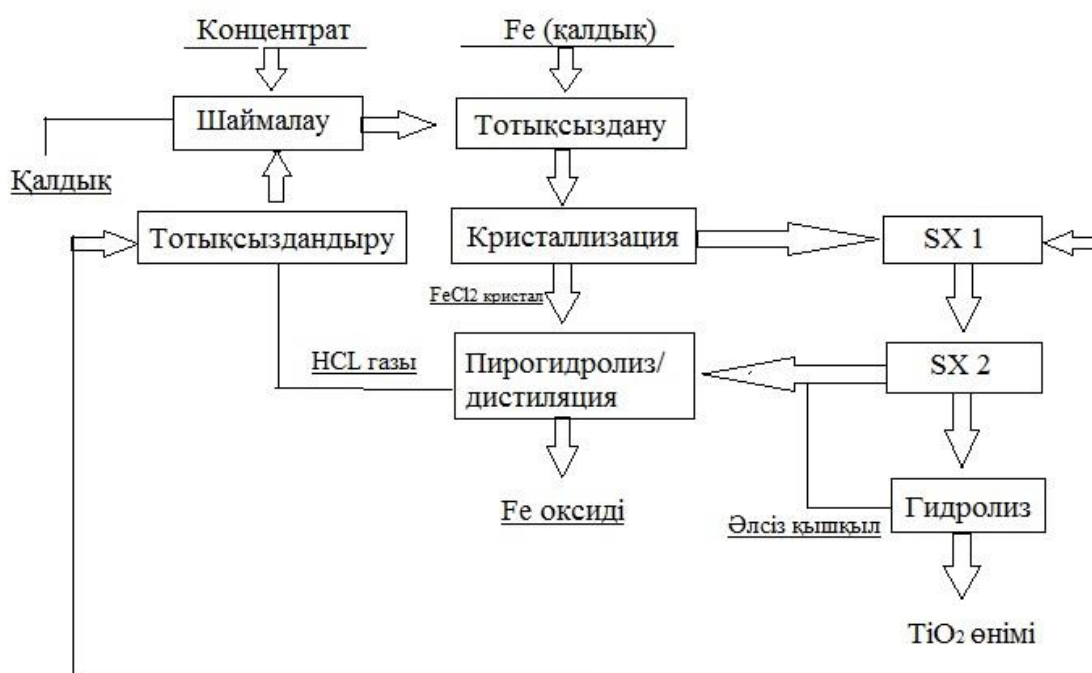 Концентрат
Fe (қалдық)
Шаймалау
Тотықсыздану
Қалдық
Тотықсыздандыру
Кристаллизация
SX 1
FeCl2 кристал
HCL газы
Пирогидролиз/
дистиляция
SX 2
Fe оксиді
Әлсіз қышқыл
Гидролиз
TiO2 өнімі